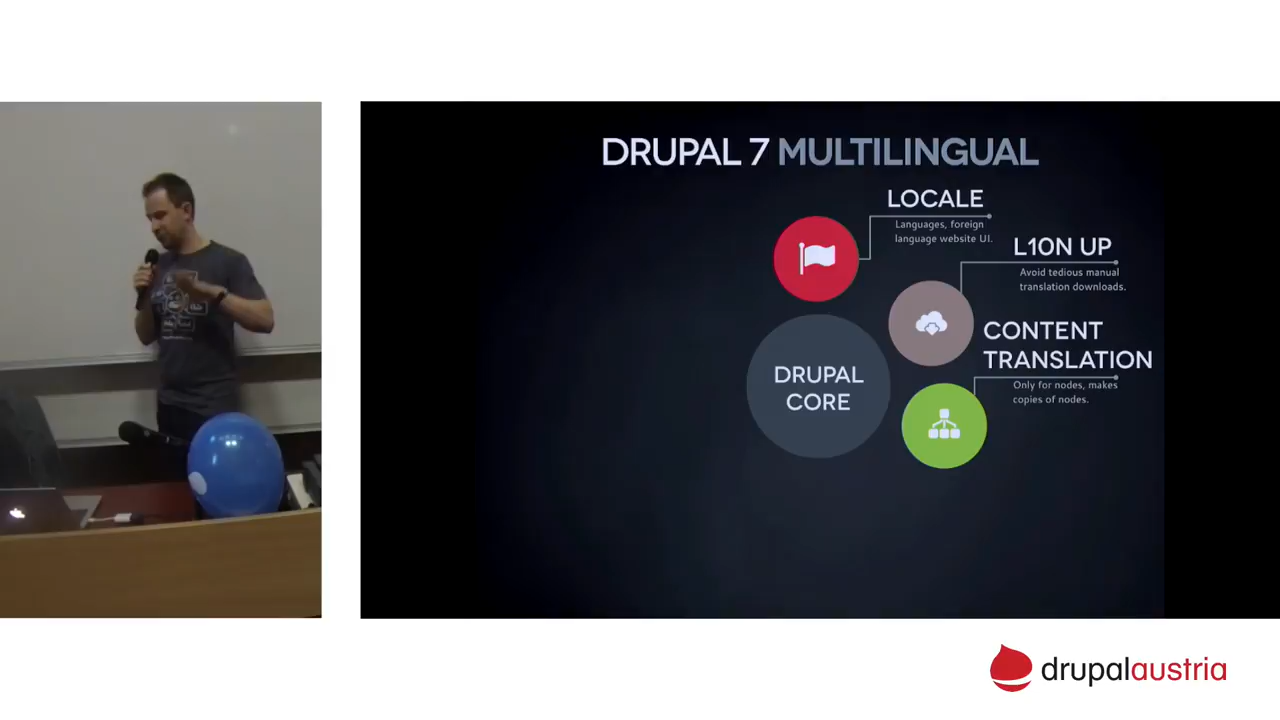 DRUPAL 7 MULTILINGUAL
LOCALE
Languages, foreign
language website UI.
L10N UP
Avoid tedious manual
translation downloads.
CONTENT
TRANSLATION
Only for nodes, makes
copies of nodes.
DRUPAL
CORE
drupalaustria